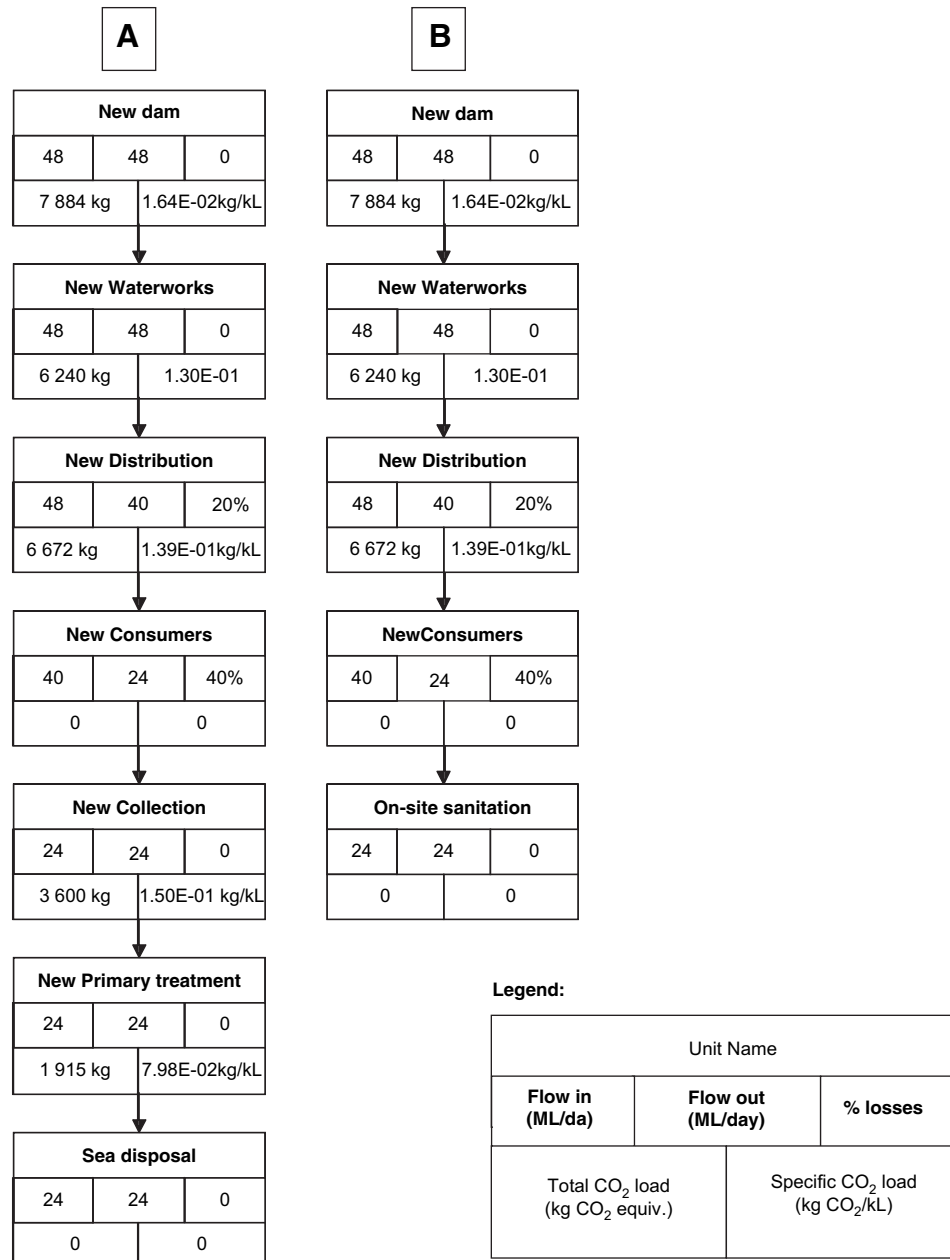 A
New dam
48 48 0
7 884 kg 1.64E-02kg/kL
New Waterworks
48 48 0
6 240 kg 1.30E-01
New Distribution
48 40 20%
6 672 kg 1.39E-01kg/kL
New Consumers
40 24 40%
0 0
New Collection
24 24 0
3 600 kg 1.50E-01 kg/kL
New Primary treatment
24 24 0
1 915 kg 7.98E-02kg/kL
Sea disposal
24 24 0
0 0
B
New dam
48 48 0
7 884 kg 1.64E-02kg/kL
New Waterworks
48 48 0
6 240 kg 1.30E-01
New Distribution
48 40 20%
6 672 kg 1.39E-01kg/kL
NewConsumers
40 24 40%
0 0
On-site sanitation
24 24 0
0 0
Legend:
Unit Name
Flow in
(ML/da)
Flow out
(ML/day)
% losses
Total CO₂ load
(kg CO₂ equiv.)
Specific CO₂ load
(kg CO₂/kL)